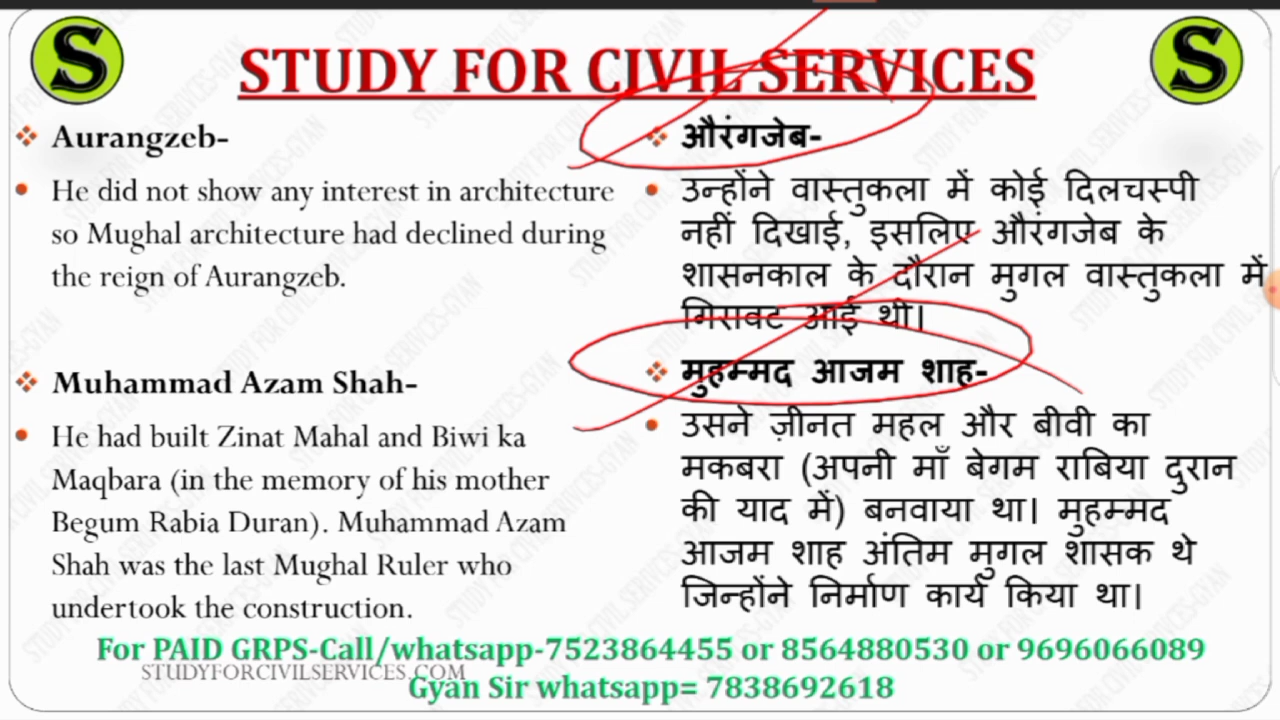 STUDY FOR CIVIL SERVICES
S
S
Aurangzeb-
He did not show any interest in architecture
so Mughal architecture had declined during
the reign of Aurangzeb.
Muhammad Azam Shah-
He had built Zinat Mahal and Biwi ka
Maqbara (in the memory of his mother
Begum Rabia Duran). Muhammad Azam
Shah was the last Mughal Ruler who
undertook the construction.
औरंगजेब-
उन्होंने वास्तुकला में कोई दिलचस्पी
नहीं दिखाई, इसलिए औरंगजेब के
शासनकाल के दौरान मुगल वास्तुकला में
गिरावट आई थी।
मुहम्मद आजम शाह-
उसने ज़ीनत महल और बीवी का
मकबरा (अपनी माँ बेगम राबिया दुरान
की याद में) बनवाया था। मुहम्मद
आजम शाह अंतिम मुगल शासक थे
जिन्होंने निर्माण कार्य किया था।
For PAID GRPS-Call/whatsapp-7523864455 or 8564880530 or 9696066089
STUDYFORCIVILSERVICES.COM
Gyan Sir whatsapp= 7838692618